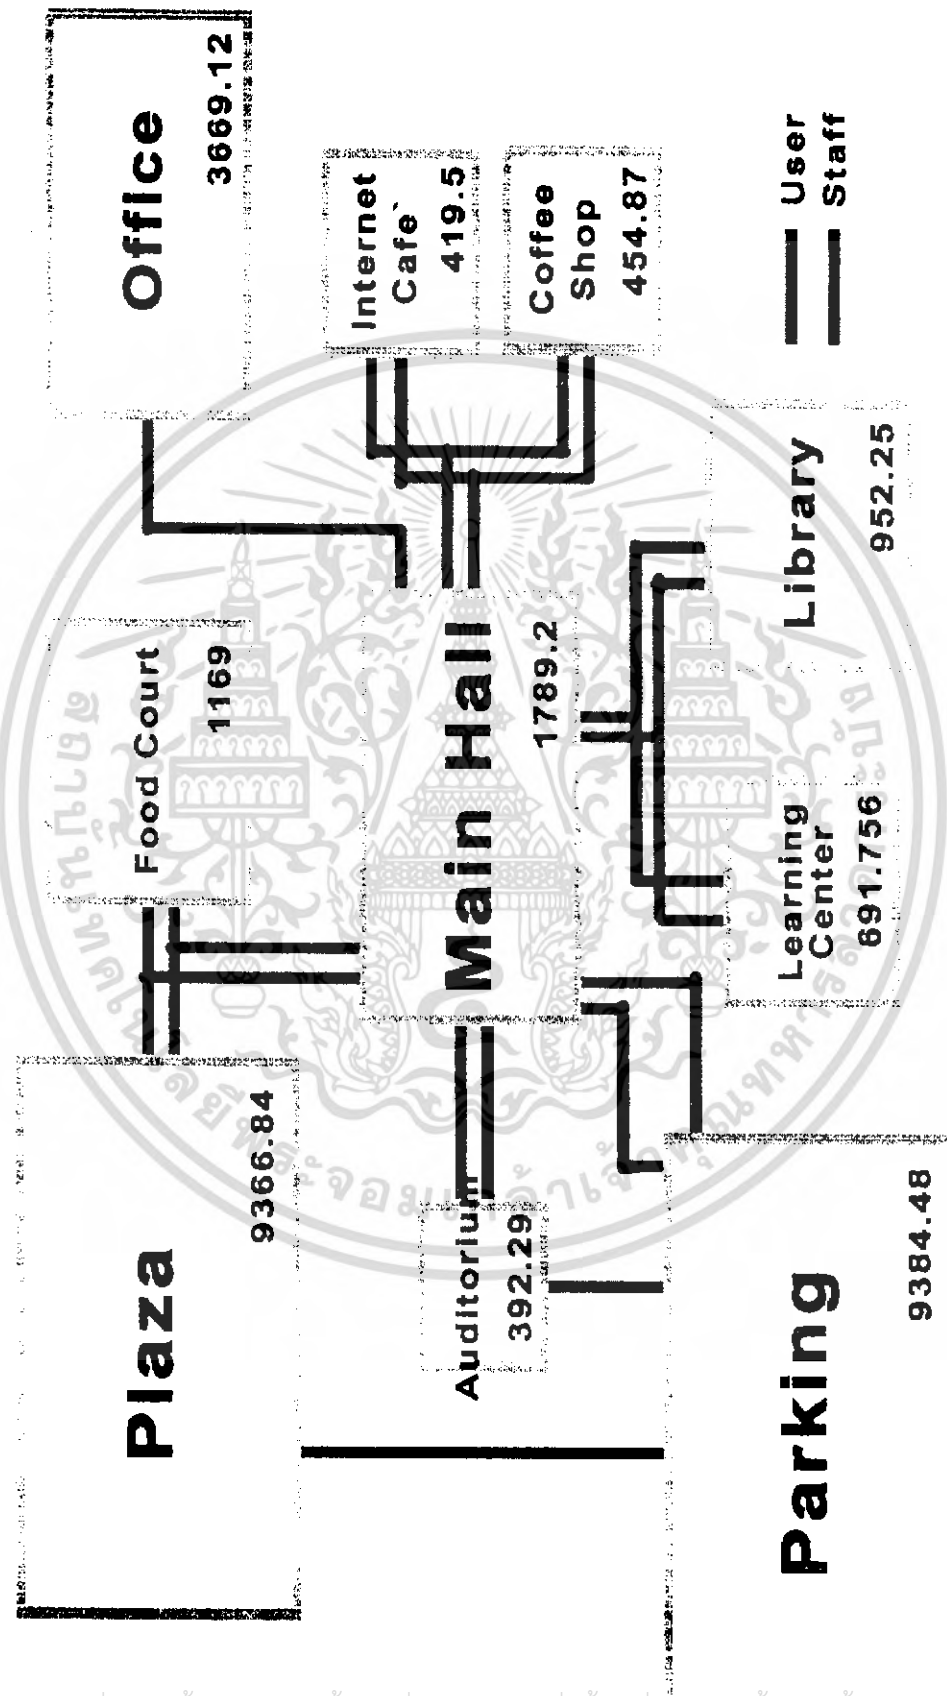 Plaza
9366.84
Food Court
1169
Office
3669.12
Auditorium
392.29
Main Hall
1789.2
Internet
Cafe`
419.5
Coffee
Shop
454.87
Parking
9384.48
Learning
Center
691.756
Library
952.25
User
Staff